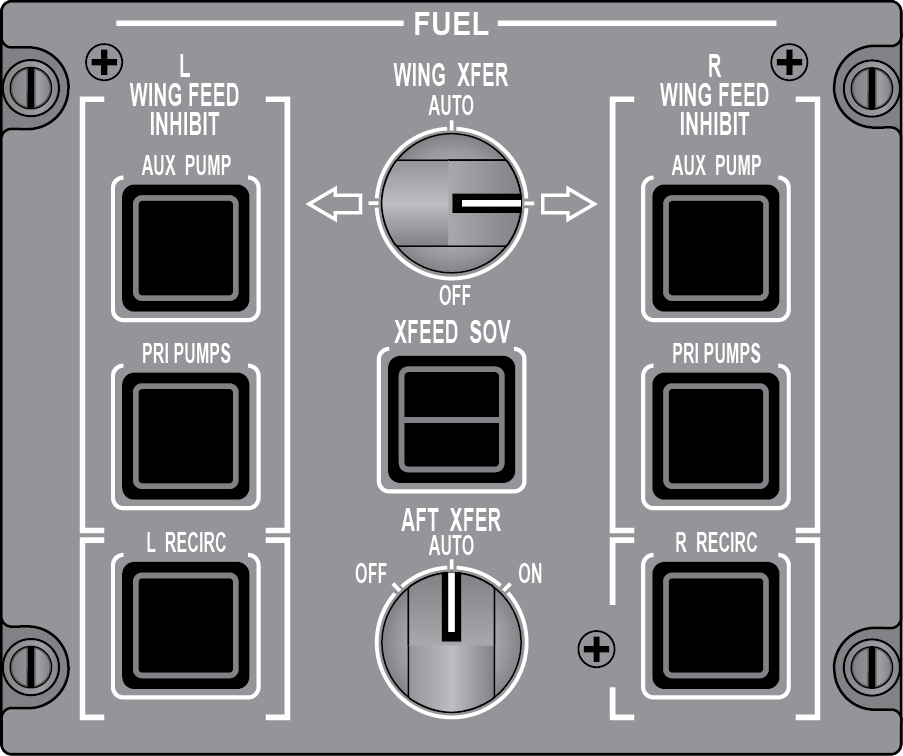 FUEL
L
WING FEED
INHIBIT
AUX PUMP
PRI PUMPS
L RECIRC
WING XFER
AUTO
OFF
XFEED SOV
AFT XFER
AUTO
OFF
ON
R
WING FEED
INHIBIT
AUX PUMP
PRI PUMPS
R RECIRC